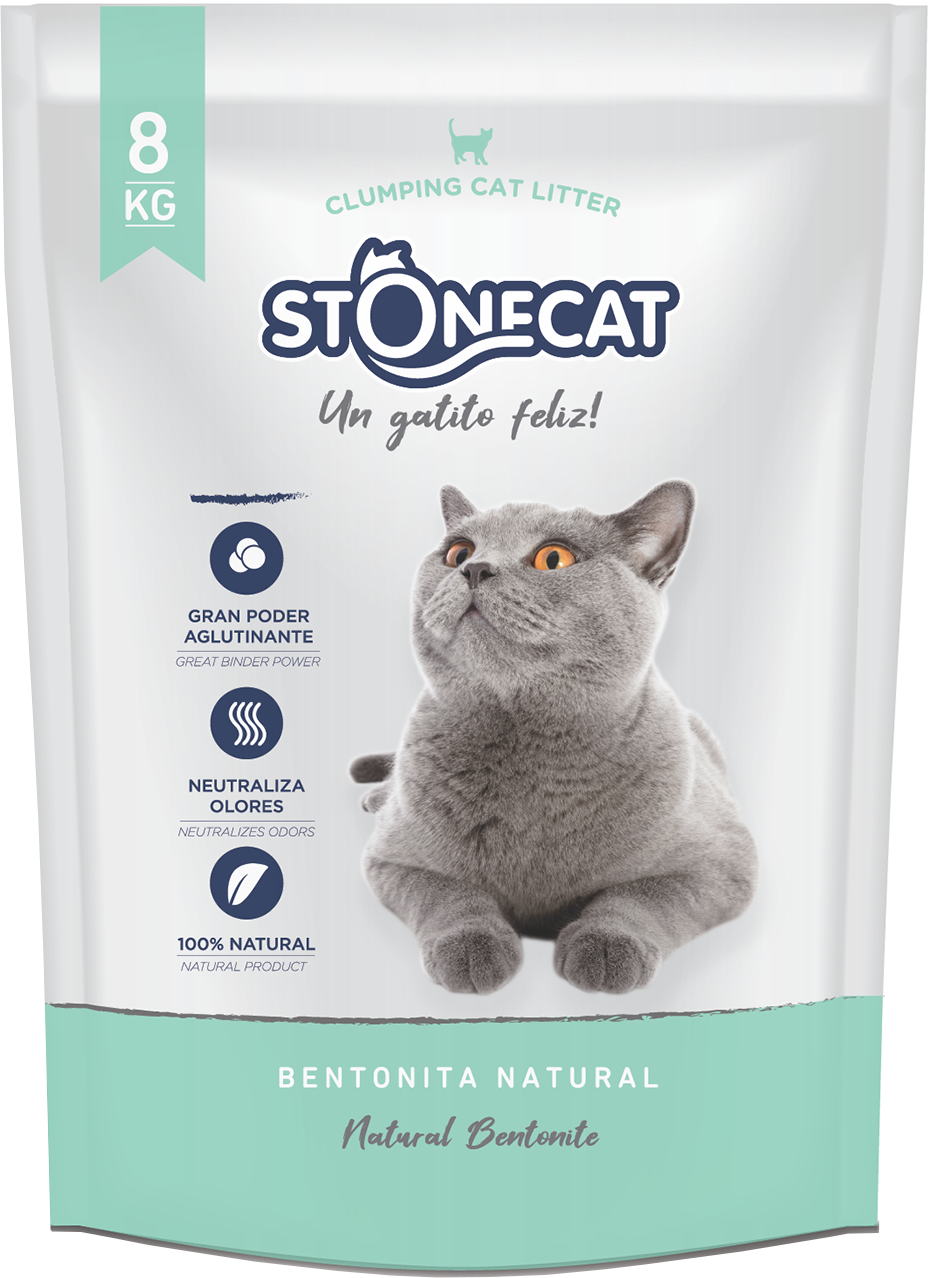 8
KG
CLUMPING CAT LITTER
STONECAT
Un gatito feliz!
GRAN PODER
AGLUTINANTE
GREAT BINDER POWER
NEUTRALIZA
OLORES
NEUTRALIZES ODORS
100% NATURAL
NATURAL PRODUCT
BENTONITA NATURAL
Natural Bentonite